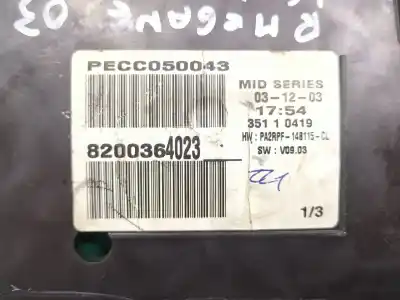 R MEGANE 03
PECC050043
MID SERIES
03-12-03
17:54
351 1 0419
HW : PA2RPF-148115-CL
SW : V09.03
8200364023
1/3